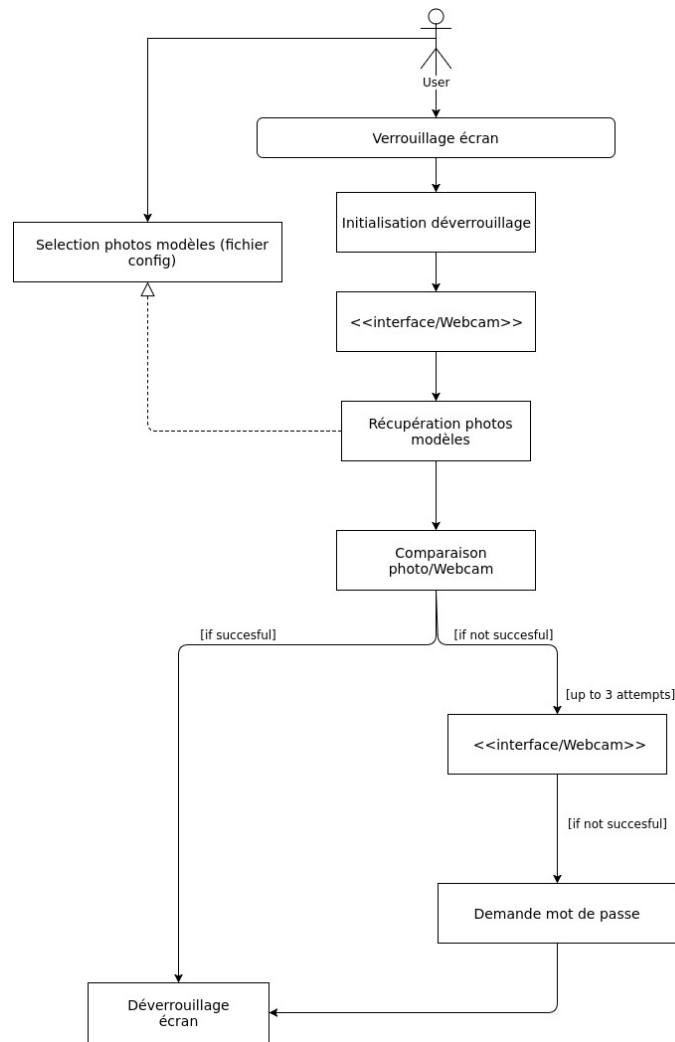 User
Verrouillage écran
Initialisation déverrouillage
Selection photos modèles (fichier
config)
<<interface/Webcam>>
Récupération photos
modèles
Comparaison
photo/Webcam
[if succesful]
[if not succesful]
[up to 3 attempts]
<<interface/Webcam>>
[if not succesful]
Demande mot de passe
Déverrouillage
écran